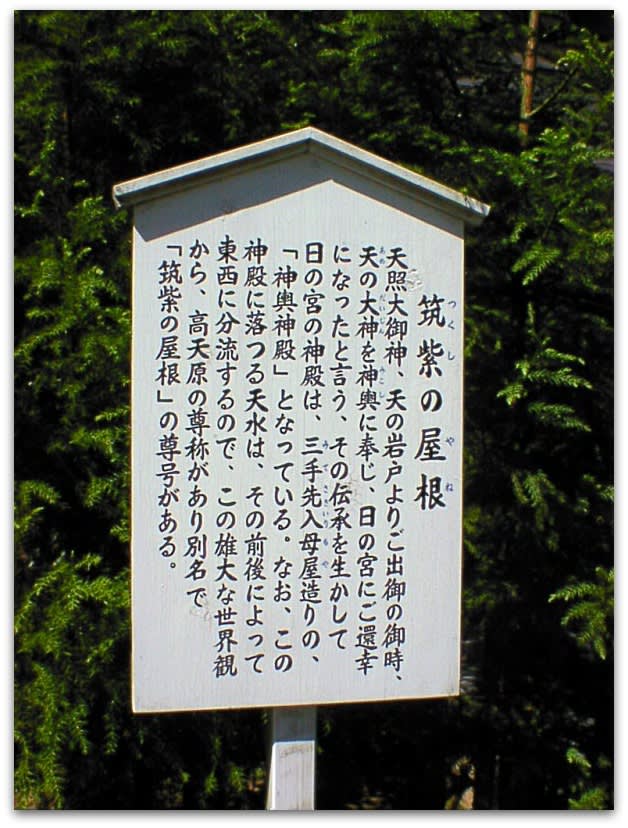 筑紫の屋根
天照大御神、天の岩戸よりご出御の御時、
天の大神を神輿に奉じ、日の宮にご還幸
になったと言う、その伝承を生かして
日の宮の神殿は、三手先入母屋造りの、
「神輿神殿」となっている。なお、この
神殿に落つる天水は、その前後によって
東西に分流するので、この雄大な世界観
から、高天原の尊称があり別名で
「筑紫の屋根」の尊号がある。